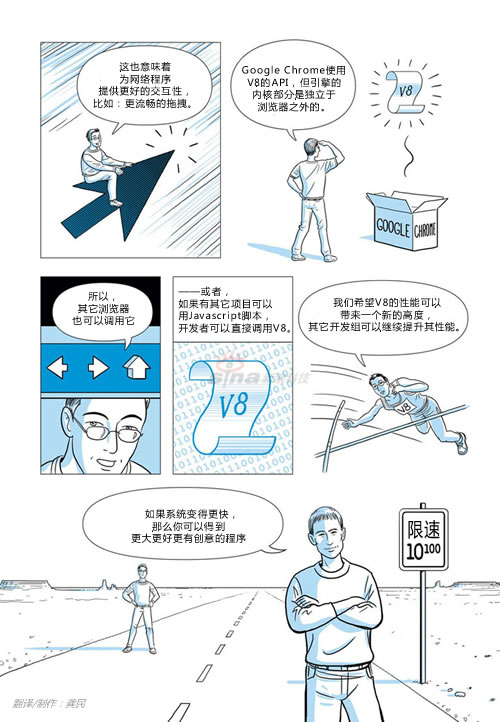 这也意味着
为网络程序
提供更好的交互性，
比如：更流畅的拖拽。
Google Chrome使用
V8的API，但引擎的
内核部分是独立于
浏览器之外的。
V8
GOOGLE
CHROME
所以，
其它浏览器
也可以调用它
——或者，
如果有其它项目可以
用Javascript脚本，
开发者可以直接调用V8。
sina
V8
我们希望V8的性能可以
带来一个新的高度，
其它开发组可以继续提升其性能。
V8
如果系统变得更快，
那么你可以得到
更大更好更有创意的程序
限速
10¹⁰⁰
翻译/制作：龚民